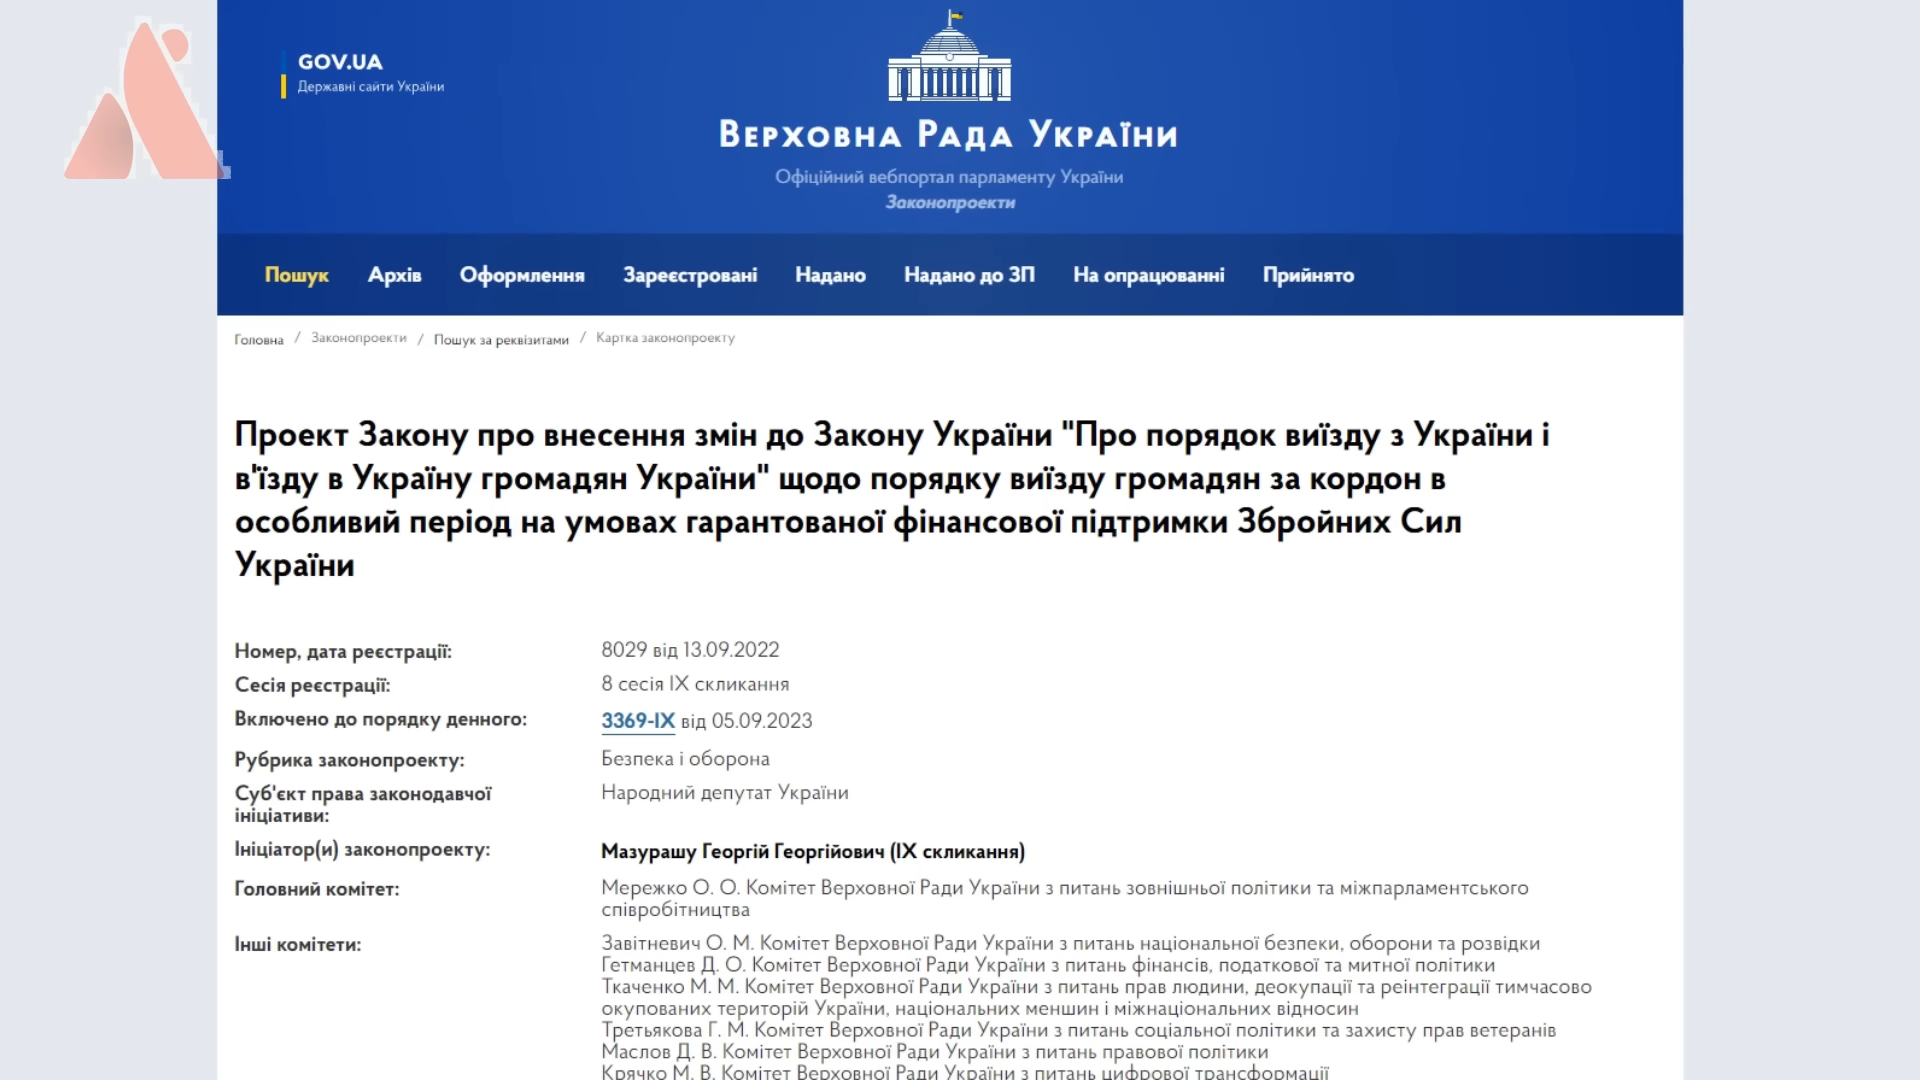 GOV.UA
Державні сайти України
Верховна Рада України
Офіційний вебпортал парламенту України
Законопроекти
Пошук Архів Оформлення Зареєстровані Надано Надано до ЗП На опрацюванні Прийнято
Головна / Законопроекти / Пошук за реквізитами / Картка законопроекту
Проект Закону про внесення змін до Закону України "Про порядок виїзду з України і
в'їзду в Україну громадян України" щодо порядку виїзду громадян за кордон в
особливий період на умовах гарантованої фінансової підтримки Збройних Сил
України
Номер, дата реєстрації: 8029 від 13.09.2022
Сесія реєстрації: 8 сесія IX скликання
Включено до порядку денного: 3369-IX від 05.09.2023
Рубрика законопроекту: Безпека і оборона
Суб'єкт права законодавчої Народний депутат України
ініціативи:
Ініціатор(и) законопроекту: Мазурашу Георгій Георгійович (IX скликання)
Головний комітет: Мережко О. О. Комітет Верховної Ради України з питань зовнішньої політики та міжпарламентського
співробітництва
Інші комітети: Завітневич О. М. Комітет Верховної Ради України з питань національної безпеки, оборони та розвідки
Гетманцев Д. О. Комітет Верховної Ради України з питань фінансів, податкової та митної політики
Ткаченко М. М. Комітет Верховної Ради України з питань прав людини, деокупації та реінтеграції тимчасово
окупованих територій України, національних меншин і міжнаціональних відносин
Третьякова Г. М. Комітет Верховної Ради України з питань соціальної політики та захисту прав ветеранів
Маслов Д. В. Комітет Верховної Ради України з питань правової політики
Крячко М. В. Комітет Верховної Ради України з питань цифрової трансформації